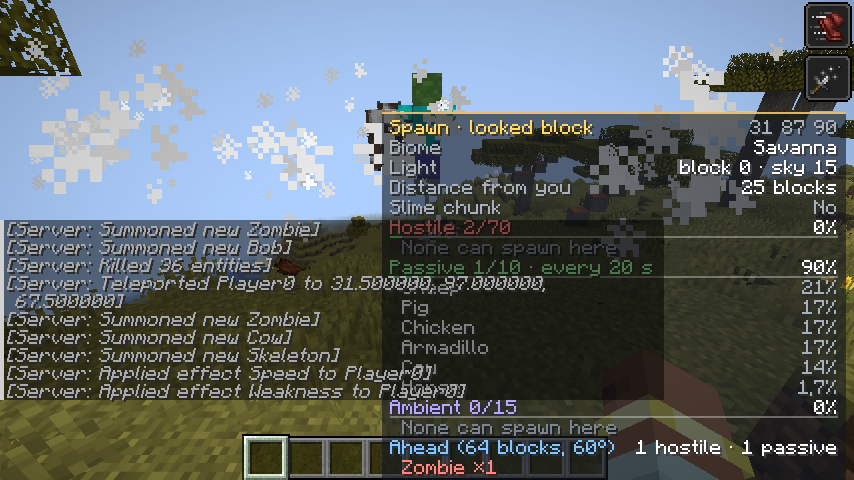 Spawn · looked block 31 87 90
Biome Savanna
Light block 0 · sky 15
Distance from you 25 blocks
Slime chunk No
Hostile 2/70 0%
None can spawn here
Passive 1/10 · every 20 s 90%
Sheep 21%
Pig 17%
Chicken 17%
Armadillo 17%
Cow 14%
1,7%
Ambient 0/15 0%
None can spawn here
Ahead (64 blocks, 60º) 1 hostile · 1 passive
Zombie ×1
[Server: Summoned new Zombie]
[Server: Summoned new Bob]
[Server: Killed 36 entities]
[Server: Teleported Player0 to 31.500000, 97.000000,
67.500000]
[Server: Summoned new Zombie]
[Server: Summoned new Cow]
[Server: Summoned new Skeleton]
[Server: Applied effect Speed to Player0]
[Server: Applied effect Weakness to Player0]